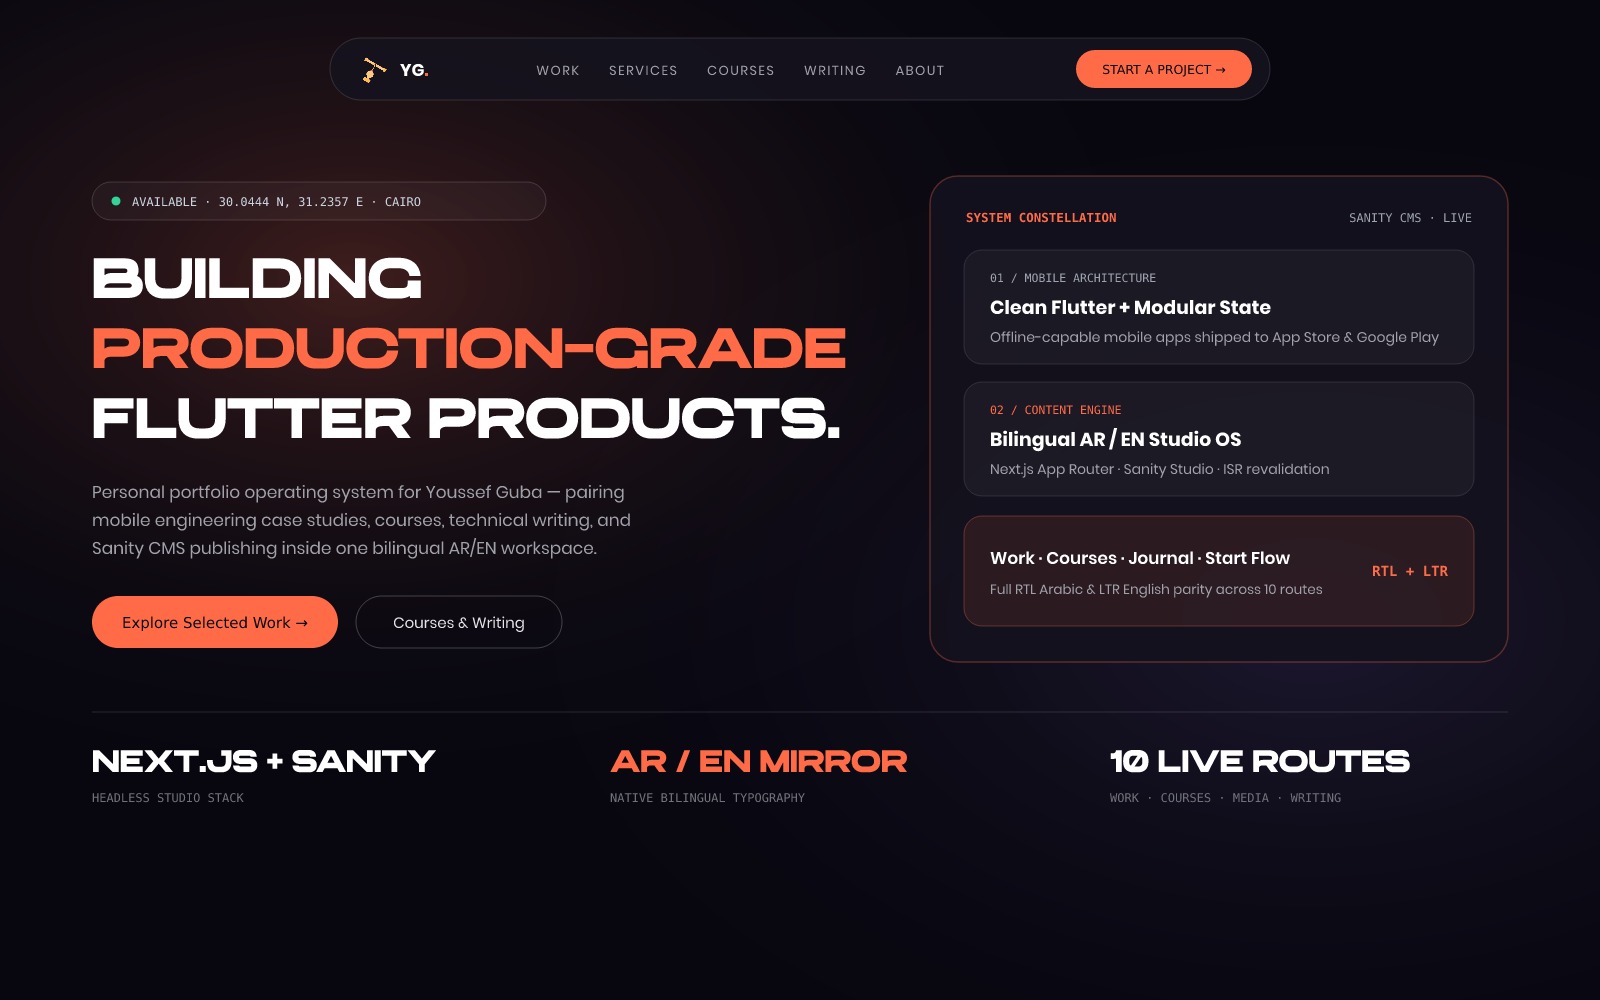 YG.
WORK SERVICES COURSES WRITING ABOUT
START A PROJECT →
AVAILABLE · 30.0444 N, 31.2357 E · CAIRO
BUILDING
PRODUCTION-GRADE
FLUTTER PRODUCTS.
Personal portfolio operating system for Youssef Guba — pairing
mobile engineering case studies, courses, technical writing, and
Sanity CMS publishing inside one bilingual AR/EN workspace.
Explore Selected Work →
Courses & Writing
SYSTEM CONSTELLATION
SANITY CMS · LIVE
01 / MOBILE ARCHITECTURE
Clean Flutter + Modular State
Offline-capable mobile apps shipped to App Store & Google Play
02 / CONTENT ENGINE
Bilingual AR / EN Studio OS
Next.js App Router · Sanity Studio · ISR revalidation
Work · Courses · Journal · Start Flow
Full RTL Arabic & LTR English parity across 10 routes
RTL + LTR
NEXT.JS + SANITY
HEADLESS STUDIO STACK
AR / EN MIRROR
NATIVE BILINGUAL TYPOGRAPHY
10 LIVE ROUTES
WORK · COURSES · MEDIA · WRITING